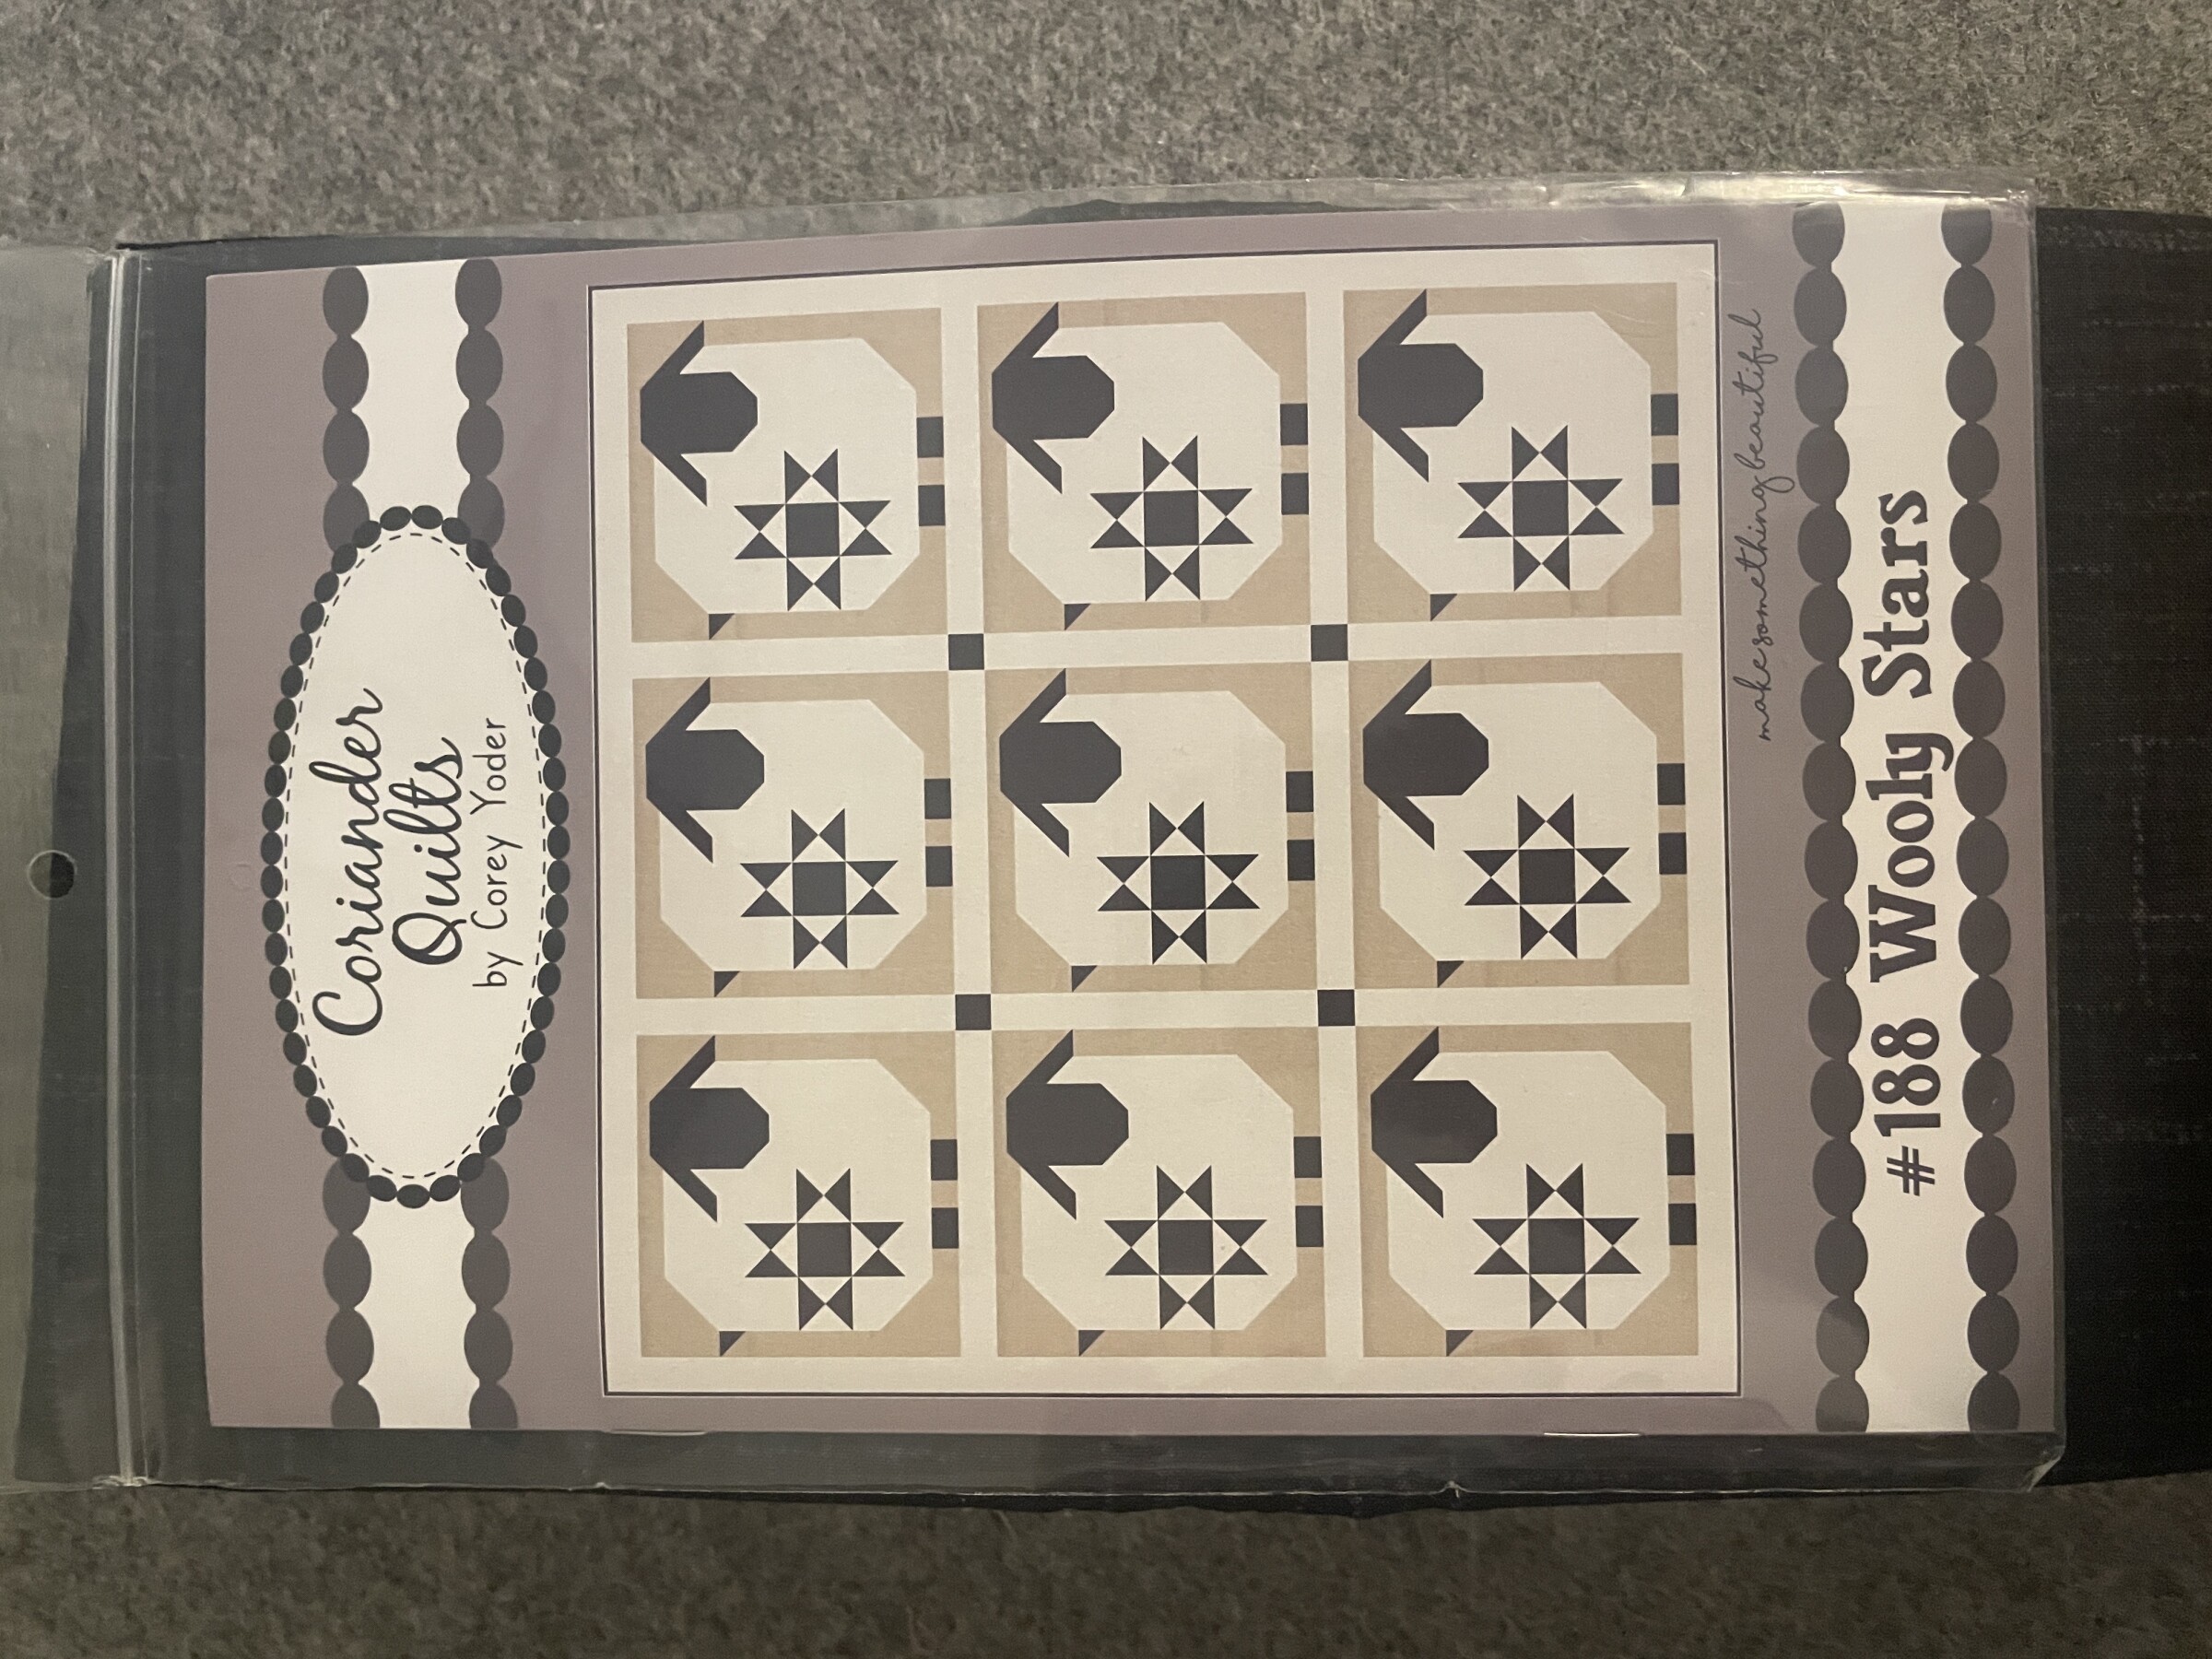 Coriander
Quilts
by Corey Yoder
make something beautiful
#188 Wooly Stars